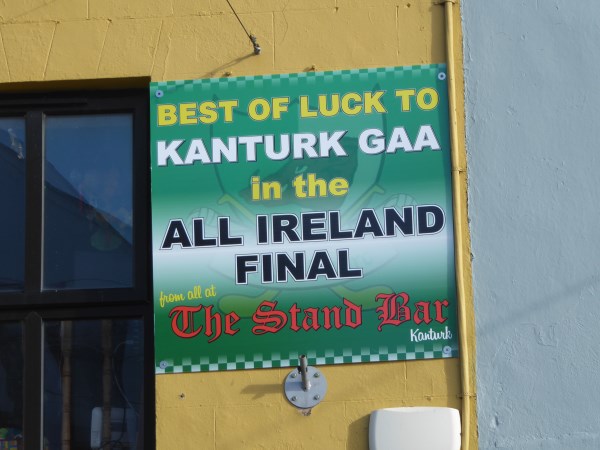 BEST OF LUCK TO
KANTURK GAA
in the
ALL IRELAND
FINAL
from all at
The Stand Bar
Kanturk